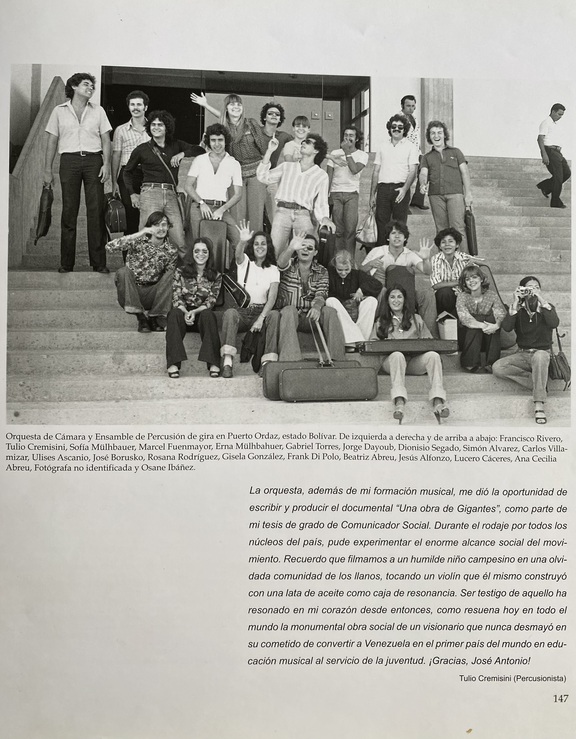 Orquesta de Cámara y Ensamble de Percusión de gira en Puerto Ordaz, estado Bolívar. De izquierda a derecha y de arriba a abajo: Francisco Rivero,
Tulio Cremisini, Sofía Mülhbauer, Marcel Fuenmayor, Erna Mülhbahuer, Gabriel Torres, Jorge Dayoub, Dionisio Segado, Simón Alvarez, Carlos Villa-
mizar, Ulises Ascanio, José Borusko, Rosana Rodríguez, Gisela González, Frank Di Polo, Beatriz Abreu, Jesús Alfonzo, Lucero Cáceres, Ana Cecilia
Abreu, Fotógrafa no identificada y Osane Ibáñez.
La orquesta, además de mi formación musical, me dió la oportunidad de
escribir y producir el documental “Una obra de Gigantes”, como parte de
mi tesis de grado de Comunicador Social. Durante el rodaje por todos los
núcleos del país, pude experimentar el enorme alcance social del movi-
miento. Recuerdo que filmamos a un humilde niño campesino en una olvi-
dada comunidad de los llanos, tocando un violín que él mismo construyó
con una lata de aceite como caja de resonancia. Ser testigo de aquello ha
resonado en mi corazón desde entonces, como resuena hoy en todo el
mundo la monumental obra social de un visionario que nunca desmayó en
su cometido de convertir a Venezuela en el primer país del mundo en edu-
cación musical al servicio de la juventud. ¡Gracias, José Antonio!
Tulio Cremisini (Percusionista)
147